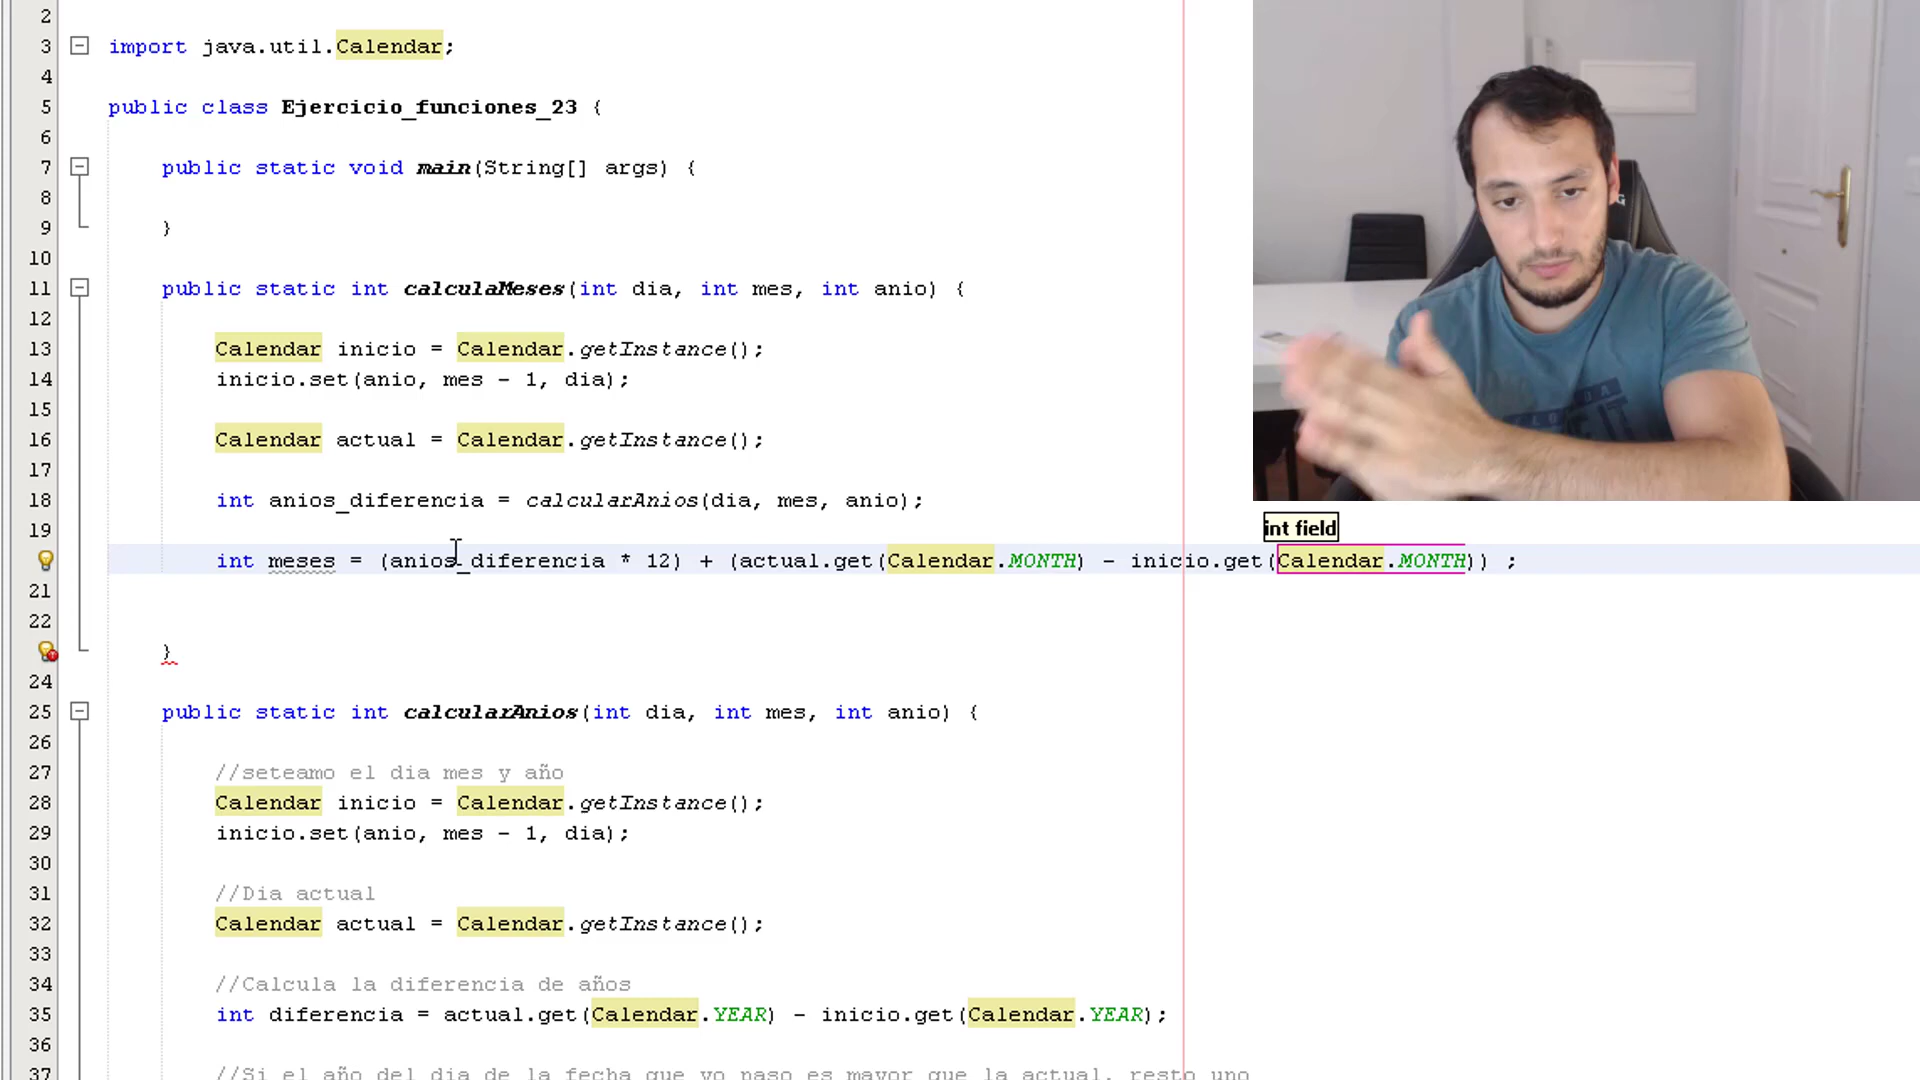 2
3 import java.util.Calendar;
4
5 public class Ejercicio_funciones_23 {
6
7 public static void main(String[] args) {
8
9 }
10
11 public static int calculaMeses(int dia, int mes, int anio) {
12
13 Calendar inicio = Calendar.getInstance();
14 inicio.set(anio, mes - 1, dia);
15
16 Calendar actual = Calendar.getInstance();
17
18 int anios_diferencia = calcularAnios(dia, mes, anio);
19
int field
int meses = (anios_diferencia * 12) + (actual.get(Calendar.MONTH) - inicio.get(Calendar.MONTH)) ;
21
22
}
24
25 public static int calcularAnios(int dia, int mes, int anio) {
26
27 //seteamo el dia mes y año
28 Calendar inicio = Calendar.getInstance();
29 inicio.set(anio, mes - 1, dia);
30
31 //Dia actual
32 Calendar actual = Calendar.getInstance();
33
34 //Calcula la diferencia de años
35 int diferencia = actual.get(Calendar.YEAR) - inicio.get(Calendar.YEAR);
36
37 //Si el año del dia de la fecha que yo paso es mayor que la actual, resto uno